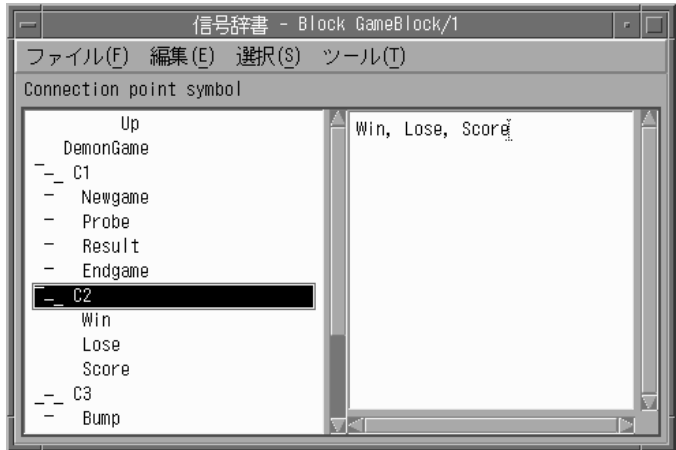 信号辞書 - Block GameBlock/1
ファイル(F) 編集(E) 選択(S) ツール(T)
Connection point symbol
Up
DemonGame
C1
Newgame
Probe
Result
Endgame
C2
Win
Lose
Score
C3
Bump
Win, Lose, Score